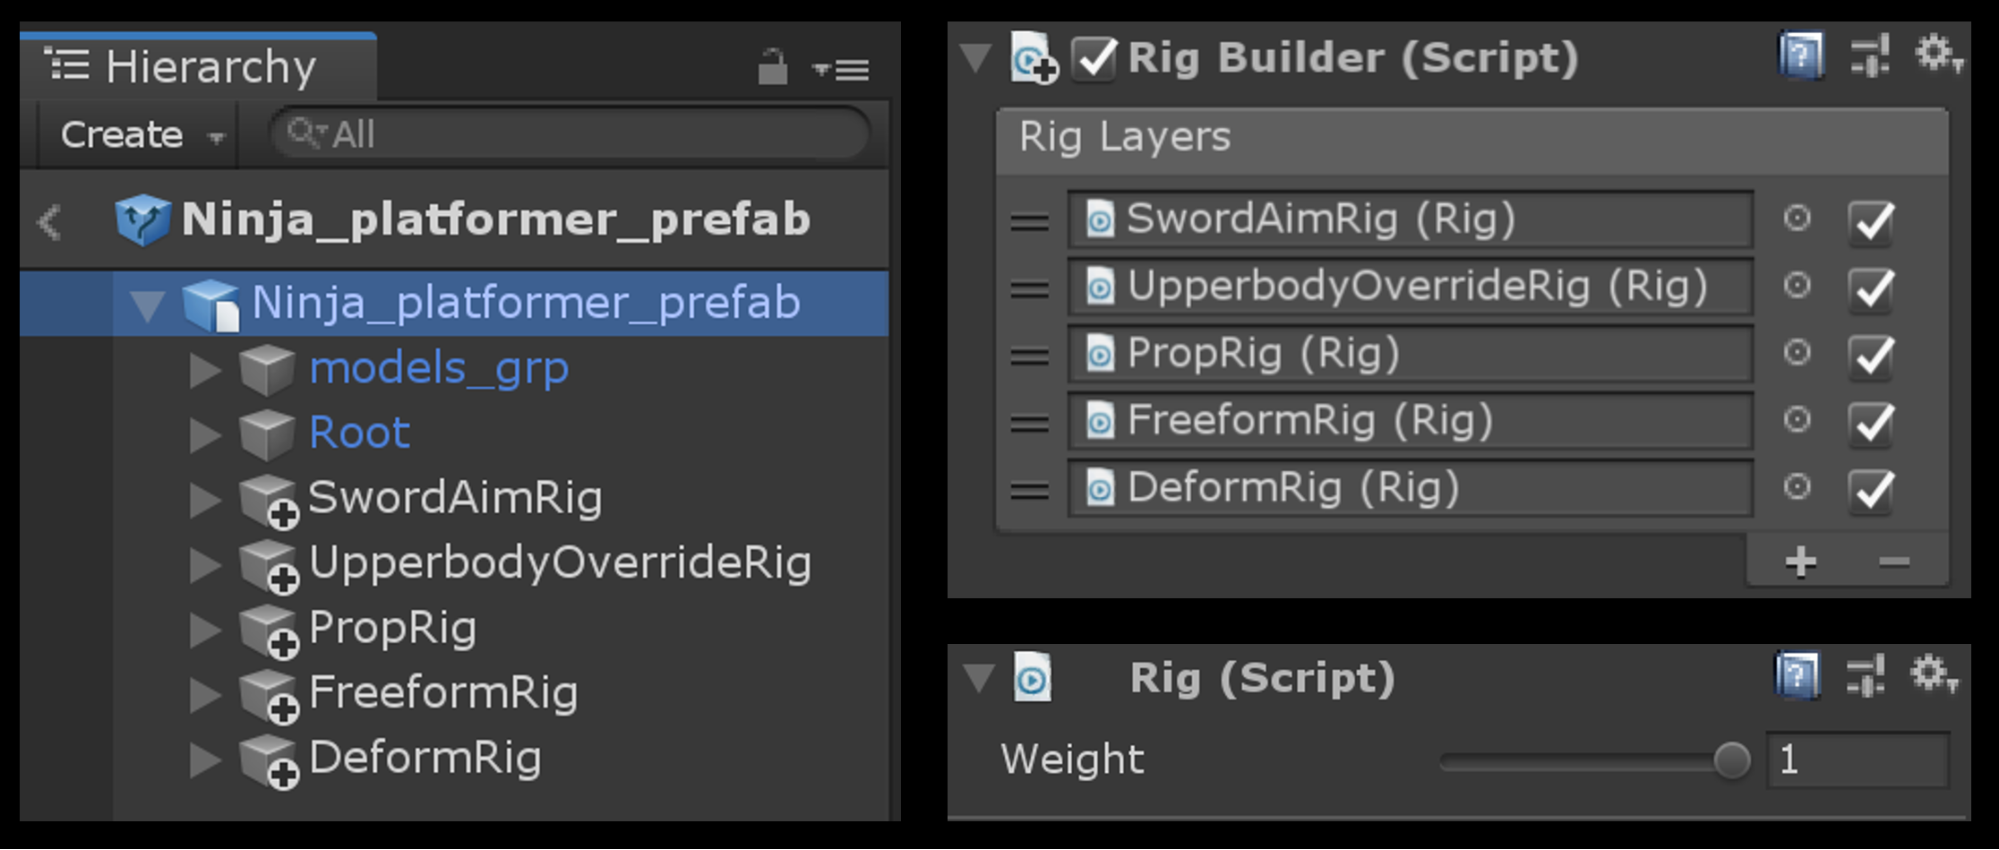 Hierarchy
Create
All
Ninja_platformer_prefab
Ninja_platformer_prefab
models_grp
Root
SwordAimRig
UpperbodyOverrideRig
PropRig
FreeformRig
DeformRig
Rig Builder (Script)
Rig Layers
SwordAimRig (Rig)
UpperbodyOverrideRig (Rig)
PropRig (Rig)
FreeformRig (Rig)
DeformRig (Rig)
Rig (Script)
Weight 1